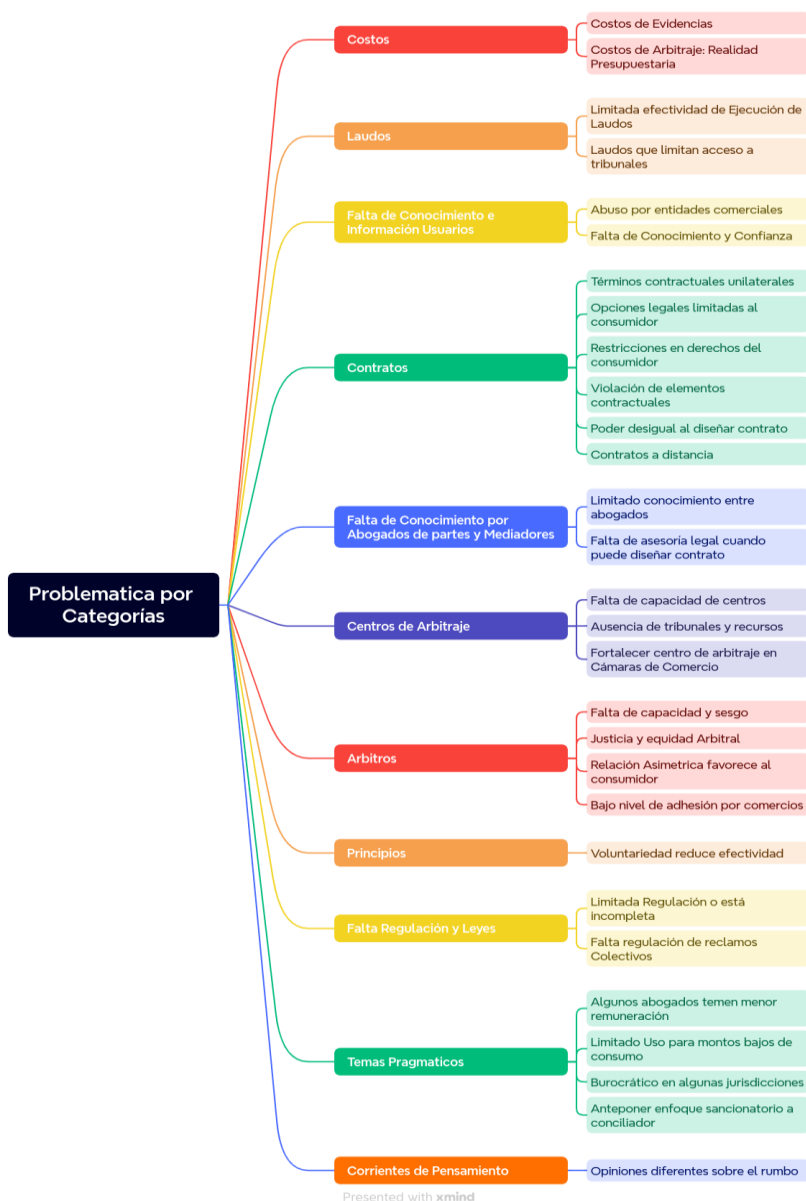 Problematica por
Categorías
Costos
Costos de Evidencias
Costos de Arbitraje: Realidad
Presupuestaria
Laudos
Limitada efectividad de Ejecución de
Laudos
Laudos que limitan acceso a
tribunales
Falta de Conocimiento e
Información Usuarios
Abuso por entidades comerciales
Falta de Conocimiento y Confianza
Contratos
Términos contractuales unilaterales
Opciones legales limitadas al
consumidor
Restricciones en derechos del
consumidor
Violación de elementos
contractuales
Poder desigual al diseñar contrato
Contratos a distancia
Falta de Conocimiento por
Abogados de partes y Mediadores
Limitado conocimiento entre
abogados
Falta de asesoría legal cuando
puede diseñar contrato
Centros de Arbitraje
Falta de capacidad de centros
Ausencia de tribunales y recursos
Fortalecer centro de arbitraje en
Cámaras de Comercio
Arbitros
Falta de capacidad y sesgo
Justicia y equidad Arbitral
Relación Asimetrica favorece al
consumidor
Bajo nivel de adhesión por comercios
Principios
Voluntariedad reduce efectividad
Falta Regulación y Leyes
Limitada Regulación o está
incompleta
Falta regulación de reclamos
Colectivos
Temas Pragmaticos
Algunos abogados temen menor
remuneración
Limitado Uso para montos bajos de
consumo
Burocrático en algunas jurisdicciones
Anteponer enfoque sancionatorio a
conciliador
Corrientes de Pensamiento
Opiniones diferentes sobre el rumbo
Presented with xmind